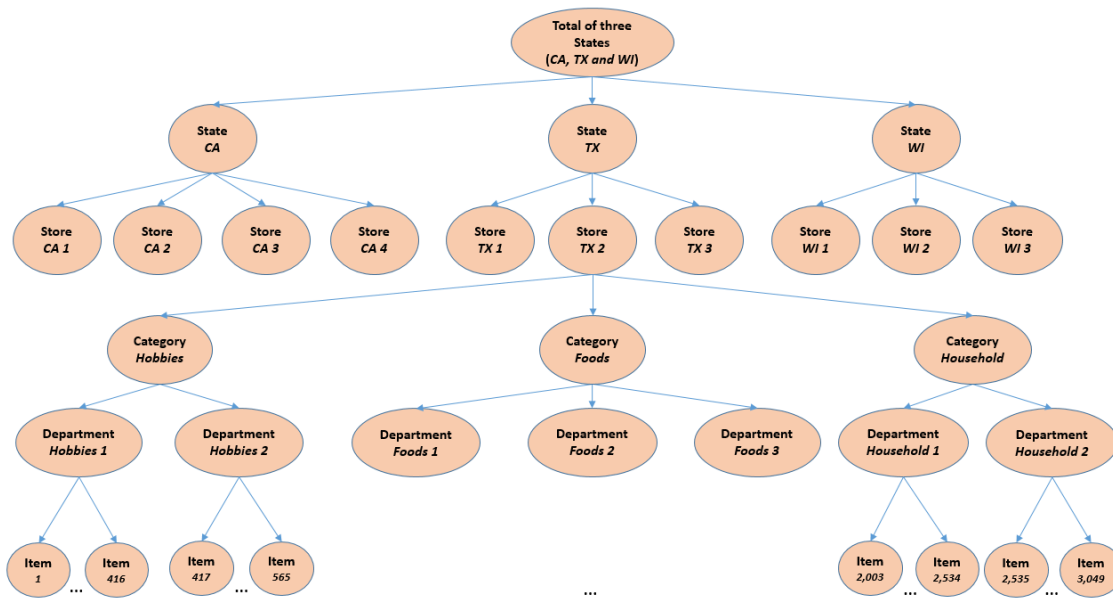 Total of three
States
(CA, TX and WI)
State
CA
State
TX
State
WI
Store
CA 1
Store
CA 2
Store
CA 3
Store
CA 4
Store
TX 1
Store
TX 2
Store
TX 3
Store
WI 1
Store
WI 2
Store
WI 3
Category
Hobbies
Category
Foods
Category
Household
Department
Hobbies 1
Department
Hobbies 2
Department
Foods 1
Department
Foods 2
Department
Foods 3
Department
Household 1
Department
Household 2
Item
1
...
Item
416
Item
417
...
Item
565
...
Item
2,003
...
Item
2,534
Item
2,535
...
Item
3,049